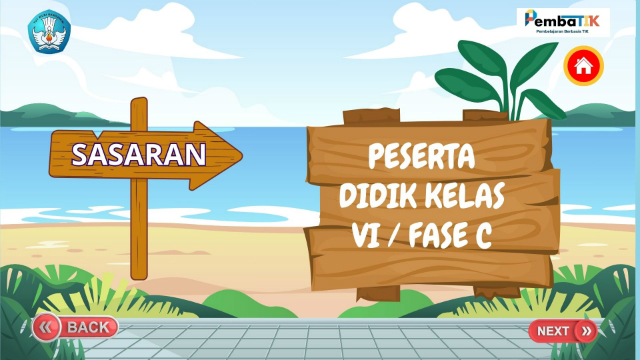 PembaTIK
Pembelajaran Berbasis TIK
SASARAN
PESERTA
DIDIK KELAS
VI / FASE C
BACK
NEXT